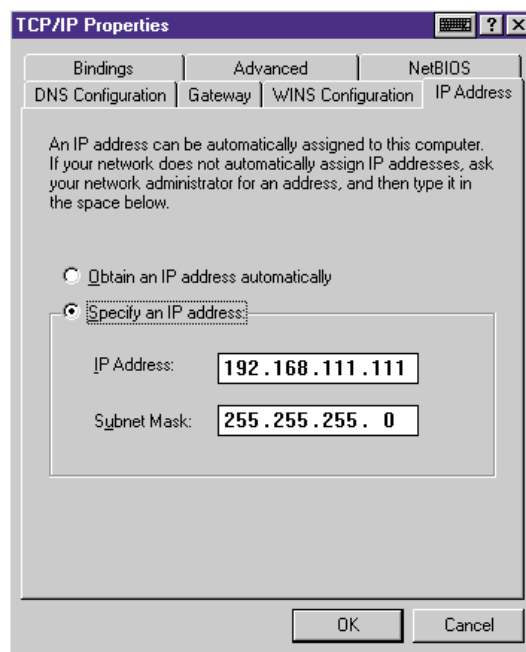 TCP/IP Properties
Bindings Advanced NetBIOS
DNS Configuration Gateway WINS Configuration IP Address
An IP address can be automatically assigned to this computer.
If your network does not automatically assign IP addresses, ask
your network administrator for an address, and then type it in
the space below.
Obtain an IP address automatically
Specify an IP address:
IP Address: 192.168.111.111
Subnet Mask: 255.255.255. 0
OK Cancel